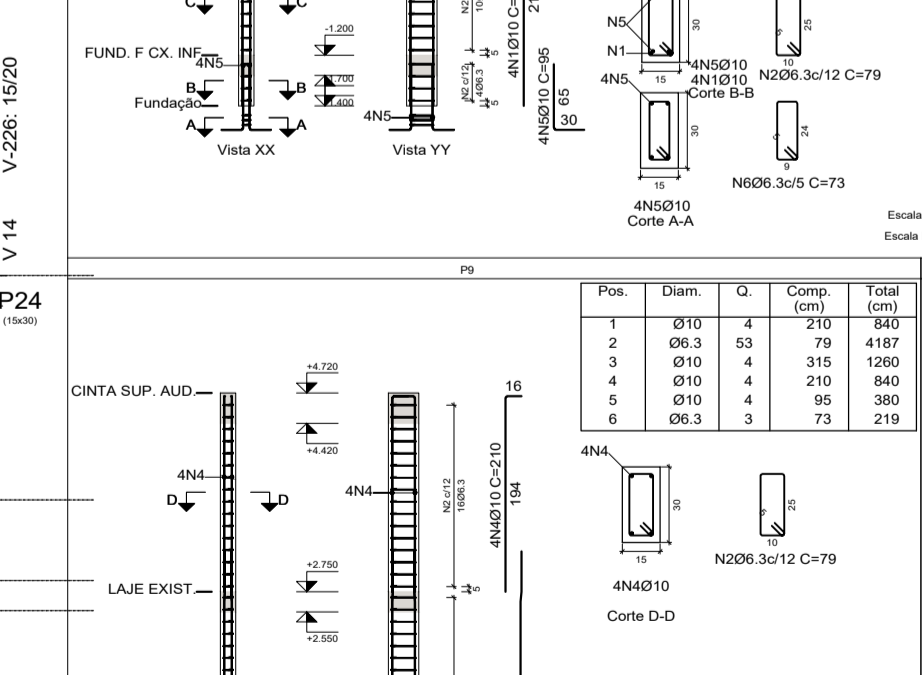 C
C
-1.200
FUND. F CX. INF
4N5
B
B
.700
Fundação
.400
A
A
Vista XX
N2 c/12
4Ø6.3
5
5
4N5
Vista YY
4N1Ø10 C=
21
4N5Ø10 C=95
65
30
N5
N1
30
15
4N5Ø10
4N1Ø10
Corte B-B
25
10
N2Ø6.3c/12 C=79
4N5
30
15
4N5Ø10
Corte A-A
24
9
N6Ø6.3c/5 C=73
Escala
Escala
V-226: 15/20
V 14
P9
P24
(15x30)
Pos. Diam. Q. Comp. (cm) Total (cm)
1 Ø10 4 210 840
2 Ø6.3 53 79 4187
3 Ø10 4 315 1260
4 Ø10 4 210 840
5 Ø10 4 95 380
6 Ø6.3 3 73 219
CINTA SUP. AUD.
+4.720
+4.420
4N4
D
D
4N4
N2 c/12
16Ø6.3
5
16
4N4Ø10 C=210
194
LAJE EXIST.
+2.750
+2.550
4N4
30
15
4N4Ø10
Corte D-D
25
10
N2Ø6.3c/12 C=79